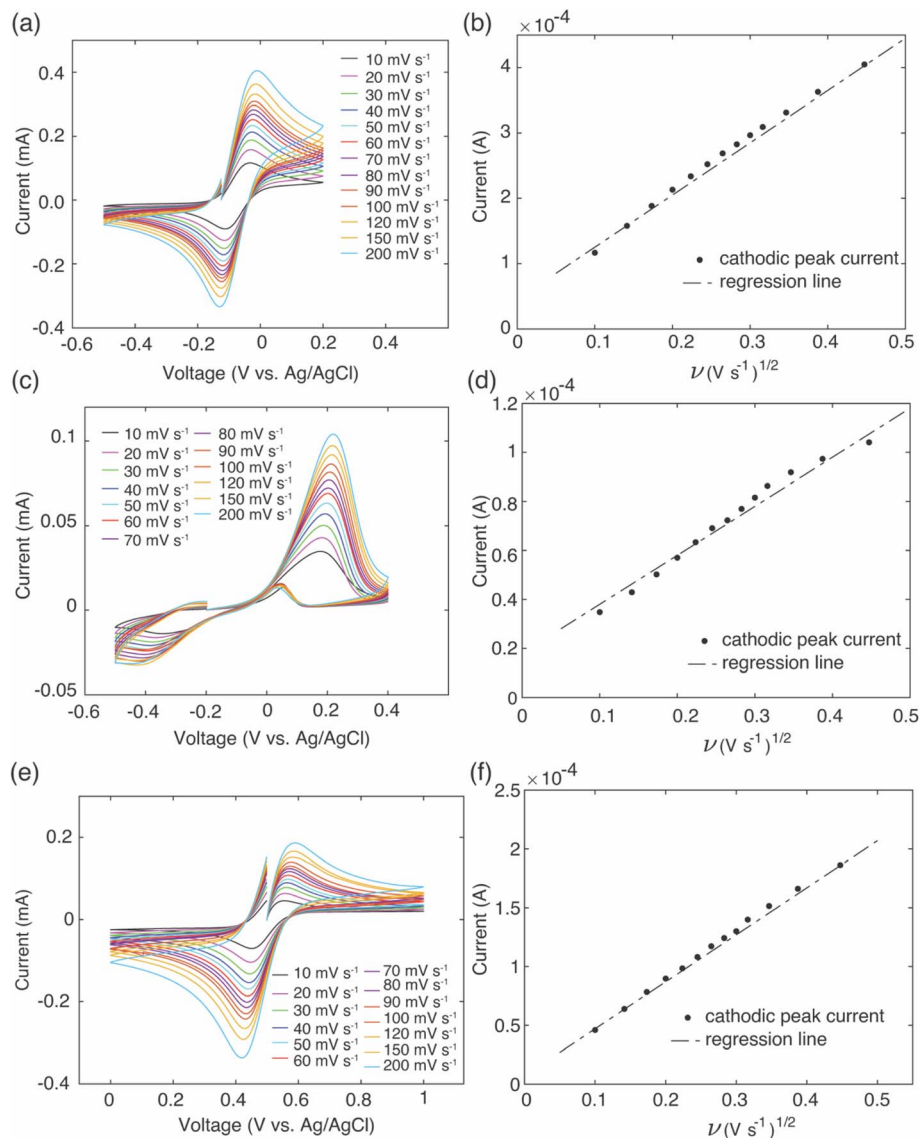 (a)
0.4
0.2
0.0
-0.2
-0.4
Current (mA)
10 mV s⁻¹
20 mV s⁻¹
30 mV s⁻¹
40 mV s⁻¹
50 mV s⁻¹
60 mV s⁻¹
70 mV s⁻¹
80 mV s⁻¹
90 mV s⁻¹
100 mV s⁻¹
120 mV s⁻¹
150 mV s⁻¹
200 mV s⁻¹
-0.6 -0.4 -0.2 0 0.2 0.4
Voltage (V vs. Ag/AgCl)
(b)
×10⁻⁴
4
2
0
Current (A)
cathodic peak current
regression line
0 0.1 0.2 0.3 0.4 0.5
ν (V s⁻¹)^1/2
(c)
0.1
0.05
0
-0.05
Current (mA)
10 mV s⁻¹
20 mV s⁻¹
30 mV s⁻¹
40 mV s⁻¹
50 mV s⁻¹
60 mV s⁻¹
70 mV s⁻¹
80 mV s⁻¹
90 mV s⁻¹
100 mV s⁻¹
120 mV s⁻¹
150 mV s⁻¹
200 mV s⁻¹
-0.6 -0.4 -0.2 0 0.2 0.4
Voltage (V vs. Ag/AgCl)
(d)
1.2
×10⁻⁴
1
0.8
0.6
0.4
0.2
0
Current (A)
cathodic peak current
regression line
0.1 0.2 0.3 0.4 0.5
ν (V s⁻¹)^1/2
(e)
0.2
0
-0.2
-0.4
Current (mA)
10 mV s⁻¹
20 mV s⁻¹
30 mV s⁻¹
40 mV s⁻¹
50 mV s⁻¹
60 mV s⁻¹
70 mV s⁻¹
80 mV s⁻¹
90 mV s⁻¹
100 mV s⁻¹
120 mV s⁻¹
150 mV s⁻¹
200 mV s⁻¹
0 0.2 0.4 0.6 0.8 1
Voltage (V vs. Ag/AgCl)
(f)
2.5
×10⁻⁴
2
1.5
1
0.5
0
Current (A)
cathodic peak current
regression line
0 0.1 0.2 0.3 0.4 0.5
ν (V s⁻¹)^1/2